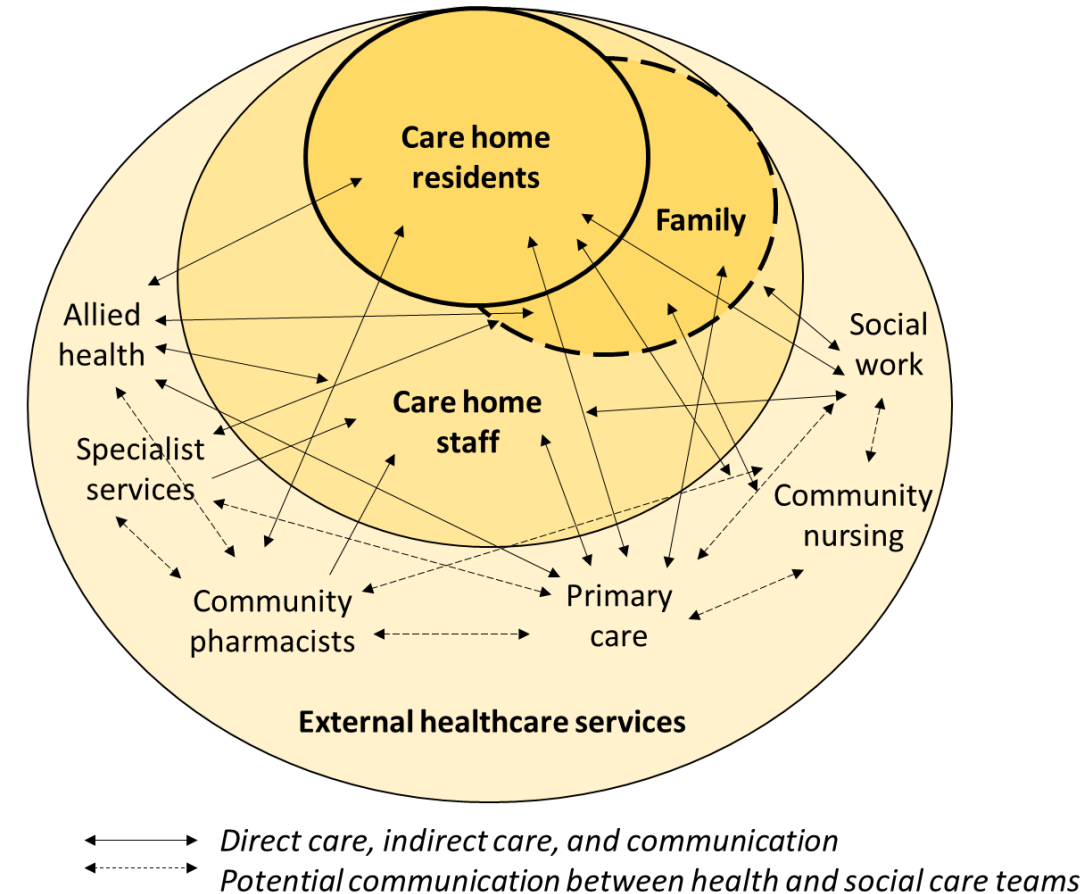 Care home
residents
Family
Allied
health
Social
work
Care home
staff
Specialist
services
Community
nursing
Community
pharmacists
Primary
care
External healthcare services
Direct care, indirect care, and communication
Potential communication between health and social care teams